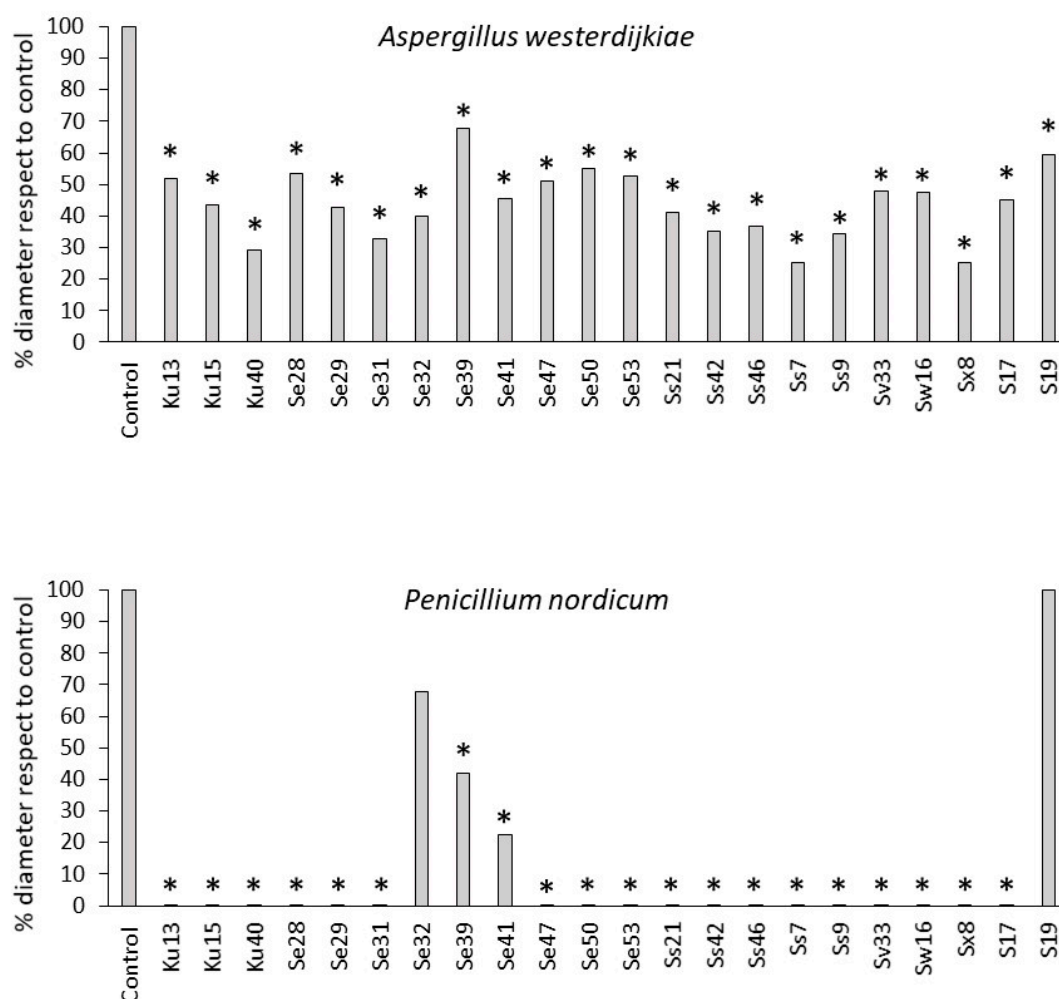 Aspergillus westerdijkiae
% diameter respect to control
100
90
80
70
60
50
40
30
20
10
0
* * * * * * * * * * * * * * * * * * * * *
Control Ku13 Ku15 Ku40 Se28 Se29 Se31 Se32 Se39 Se41 Se47 Se50 Se53 Ss21 Ss42 Ss46 Ss7 Ss9 Sv33 Sw16 Sx8 S17 S19
Penicillium nordicum
% diameter respect to control
100
90
80
70
60
50
40
30
20
10
0
* * * * * * * * * * * * * * * * * * * *
Control Ku13 Ku15 Ku40 Se28 Se29 Se31 Se32 Se39 Se41 Se47 Se50 Se53 Ss21 Ss42 Ss46 Ss7 Ss9 Sv33 Sw16 Sx8 S17 S19